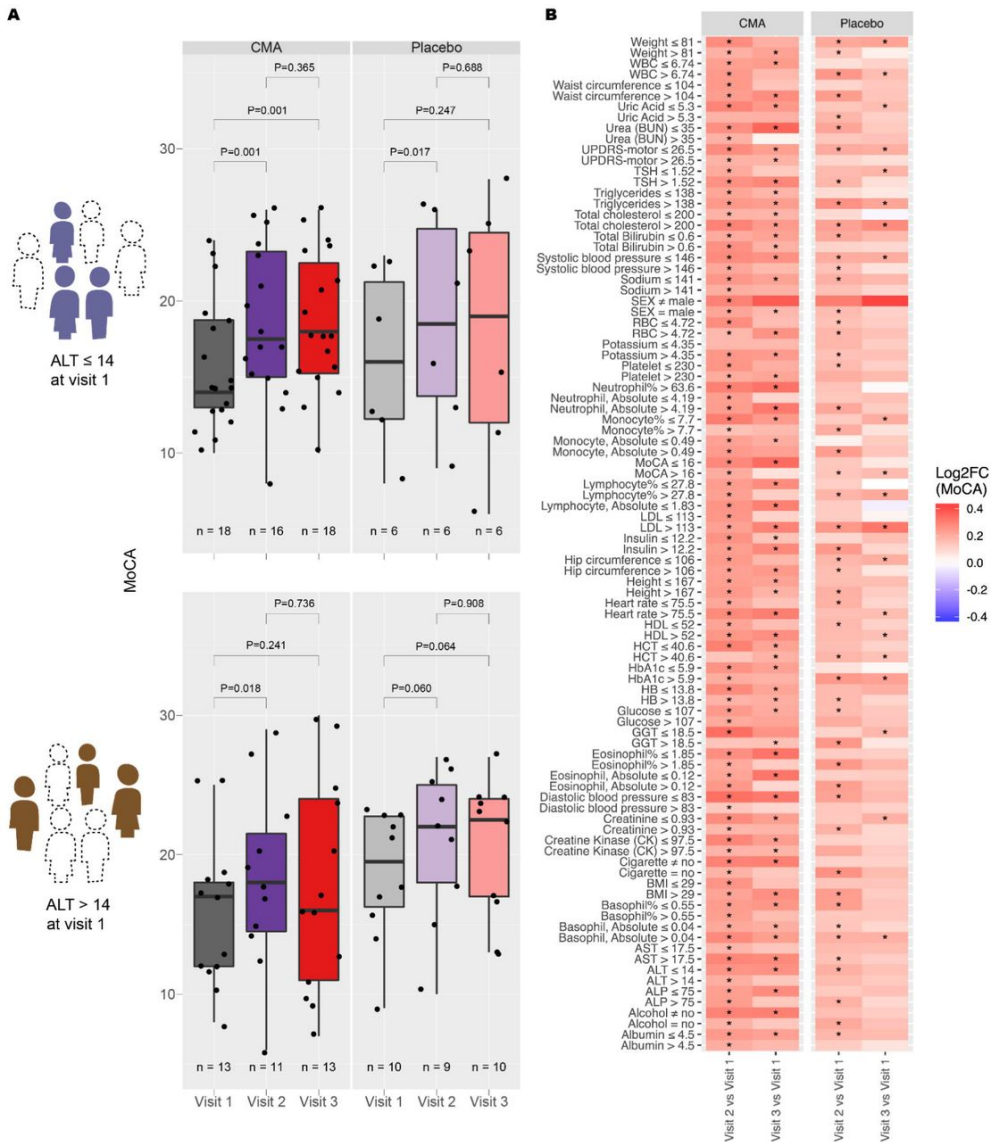 A
CMA
Placebo
P=0.365
P=0.688
P=0.001
P=0.247
P=0.001
P=0.017
30
20
10
ALT ≤ 14
at visit 1
n = 18
n = 16
n = 18
n = 6
n = 6
n = 6
MoCA
P=0.736
P=0.908
P=0.241
P=0.064
P=0.018
P=0.060
30
20
10
ALT > 14
at visit 1
n = 13
n = 11
n = 13
n = 10
n = 9
n = 10
Visit 1
Visit 2
Visit 3
Visit 1
Visit 2
Visit 3
B
CMA
Placebo
Weight ≤ 81
Weight > 81
WBC ≤ 6.74
WBC > 6.74
Waist circumference ≤ 104
Waist circumference > 104
Uric Acid ≤ 5.3
Uric Acid > 5.3
Urea (BUN) ≤ 35
Urea (BUN) > 35
UPDRS-motor ≤ 26.5
UPDRS-motor > 26.5
TSH ≤ 1.52
TSH > 1.52
Triglycerides ≤ 138
Triglycerides > 138
Total cholesterol ≤ 200
Total cholesterol > 200
Total Bilirubin ≤ 0.6
Total Bilirubin > 0.6
Systolic blood pressure ≤ 146
Systolic blood pressure > 146
Sodium ≤ 141
Sodium > 141
SEX ≠ male
SEX = male
RBC ≤ 4.72
RBC > 4.72
Potassium ≤ 4.35
Potassium > 4.35
Platelet ≤ 230
Platelet > 230
Neutrophil% > 63.6
Neutrophil, Absolute ≤ 4.19
Neutrophil, Absolute > 4.19
Monocyte% ≤ 7.7
Monocyte% > 7.7
Monocyte, Absolute ≤ 0.49
Monocyte, Absolute > 0.49
MoCA ≤ 16
MoCA > 16
Lymphocyte% ≤ 27.8
Lymphocyte% > 27.8
Lymphocyte, Absolute ≤ 1.83
LDL ≤ 113
LDL > 113
Insulin ≤ 12.2
Insulin > 12.2
Hip circumference ≤ 106
Hip circumference > 106
Height ≤ 167
Height > 167
Heart rate ≤ 75.5
Heart rate > 75.5
HDL ≤ 52
HDL > 52
HCT ≤ 40.6
HCT > 40.6
HbA1c ≤ 5.9
HbA1c > 5.9
HB ≤ 13.8
HB > 13.8
Glucose ≤ 107
Glucose > 107
GGT ≤ 18.5
GGT > 18.5
Eosinophil% ≤ 1.85
Eosinophil% > 1.85
Eosinophil, Absolute ≤ 0.12
Eosinophil, Absolute > 0.12
Diastolic blood pressure ≤ 83
Diastolic blood pressure > 83
Creatinine ≤ 0.93
Creatinine > 0.93
Creatine Kinase (CK) ≤ 97.5
Creatine Kinase (CK) > 97.5
Cigarette ≠ no
Cigarette = no
BMI ≤ 29
BMI > 29
Basophil% ≤ 0.55
Basophil% > 0.55
Basophil, Absolute ≤ 0.04
Basophil, Absolute > 0.04
AST ≤ 17.5
AST > 17.5
ALT ≤ 14
ALT > 14
ALP ≤ 75
ALP > 75
Alcohol ≠ no
Alcohol = no
Albumin ≤ 4.5
Albumin > 4.5
Visit 2 vs Visit 1
Visit 3 vs Visit 1
Visit 2 vs Visit 1
Visit 3 vs Visit 1
Log2FC
(MoCA)
0.4
0.2
0.0
-0.2
-0.4